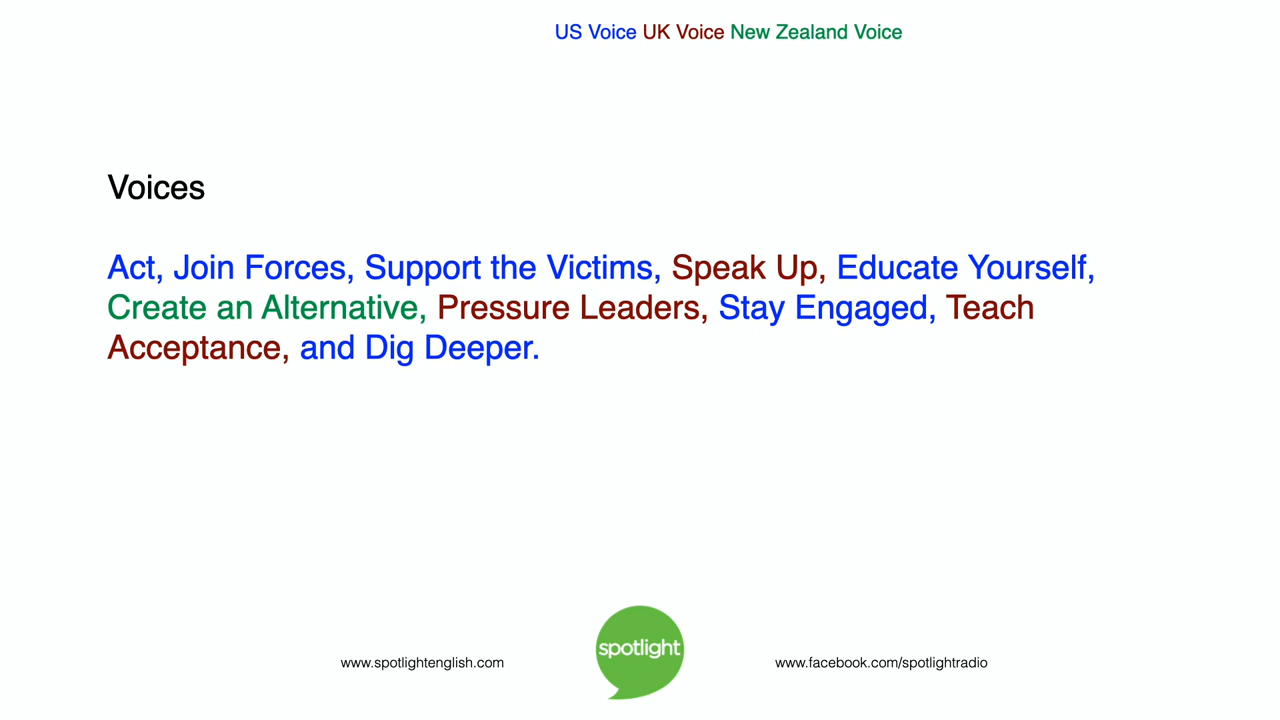 US Voice UK Voice New Zealand Voice
Voices
Act, Join Forces, Support the Victims, Speak Up, Educate Yourself,
Create an Alternative, Pressure Leaders, Stay Engaged, Teach
Acceptance, and Dig Deeper.
www.spotlightenglish.com
spotlight
www.facebook.com/spotlightradio